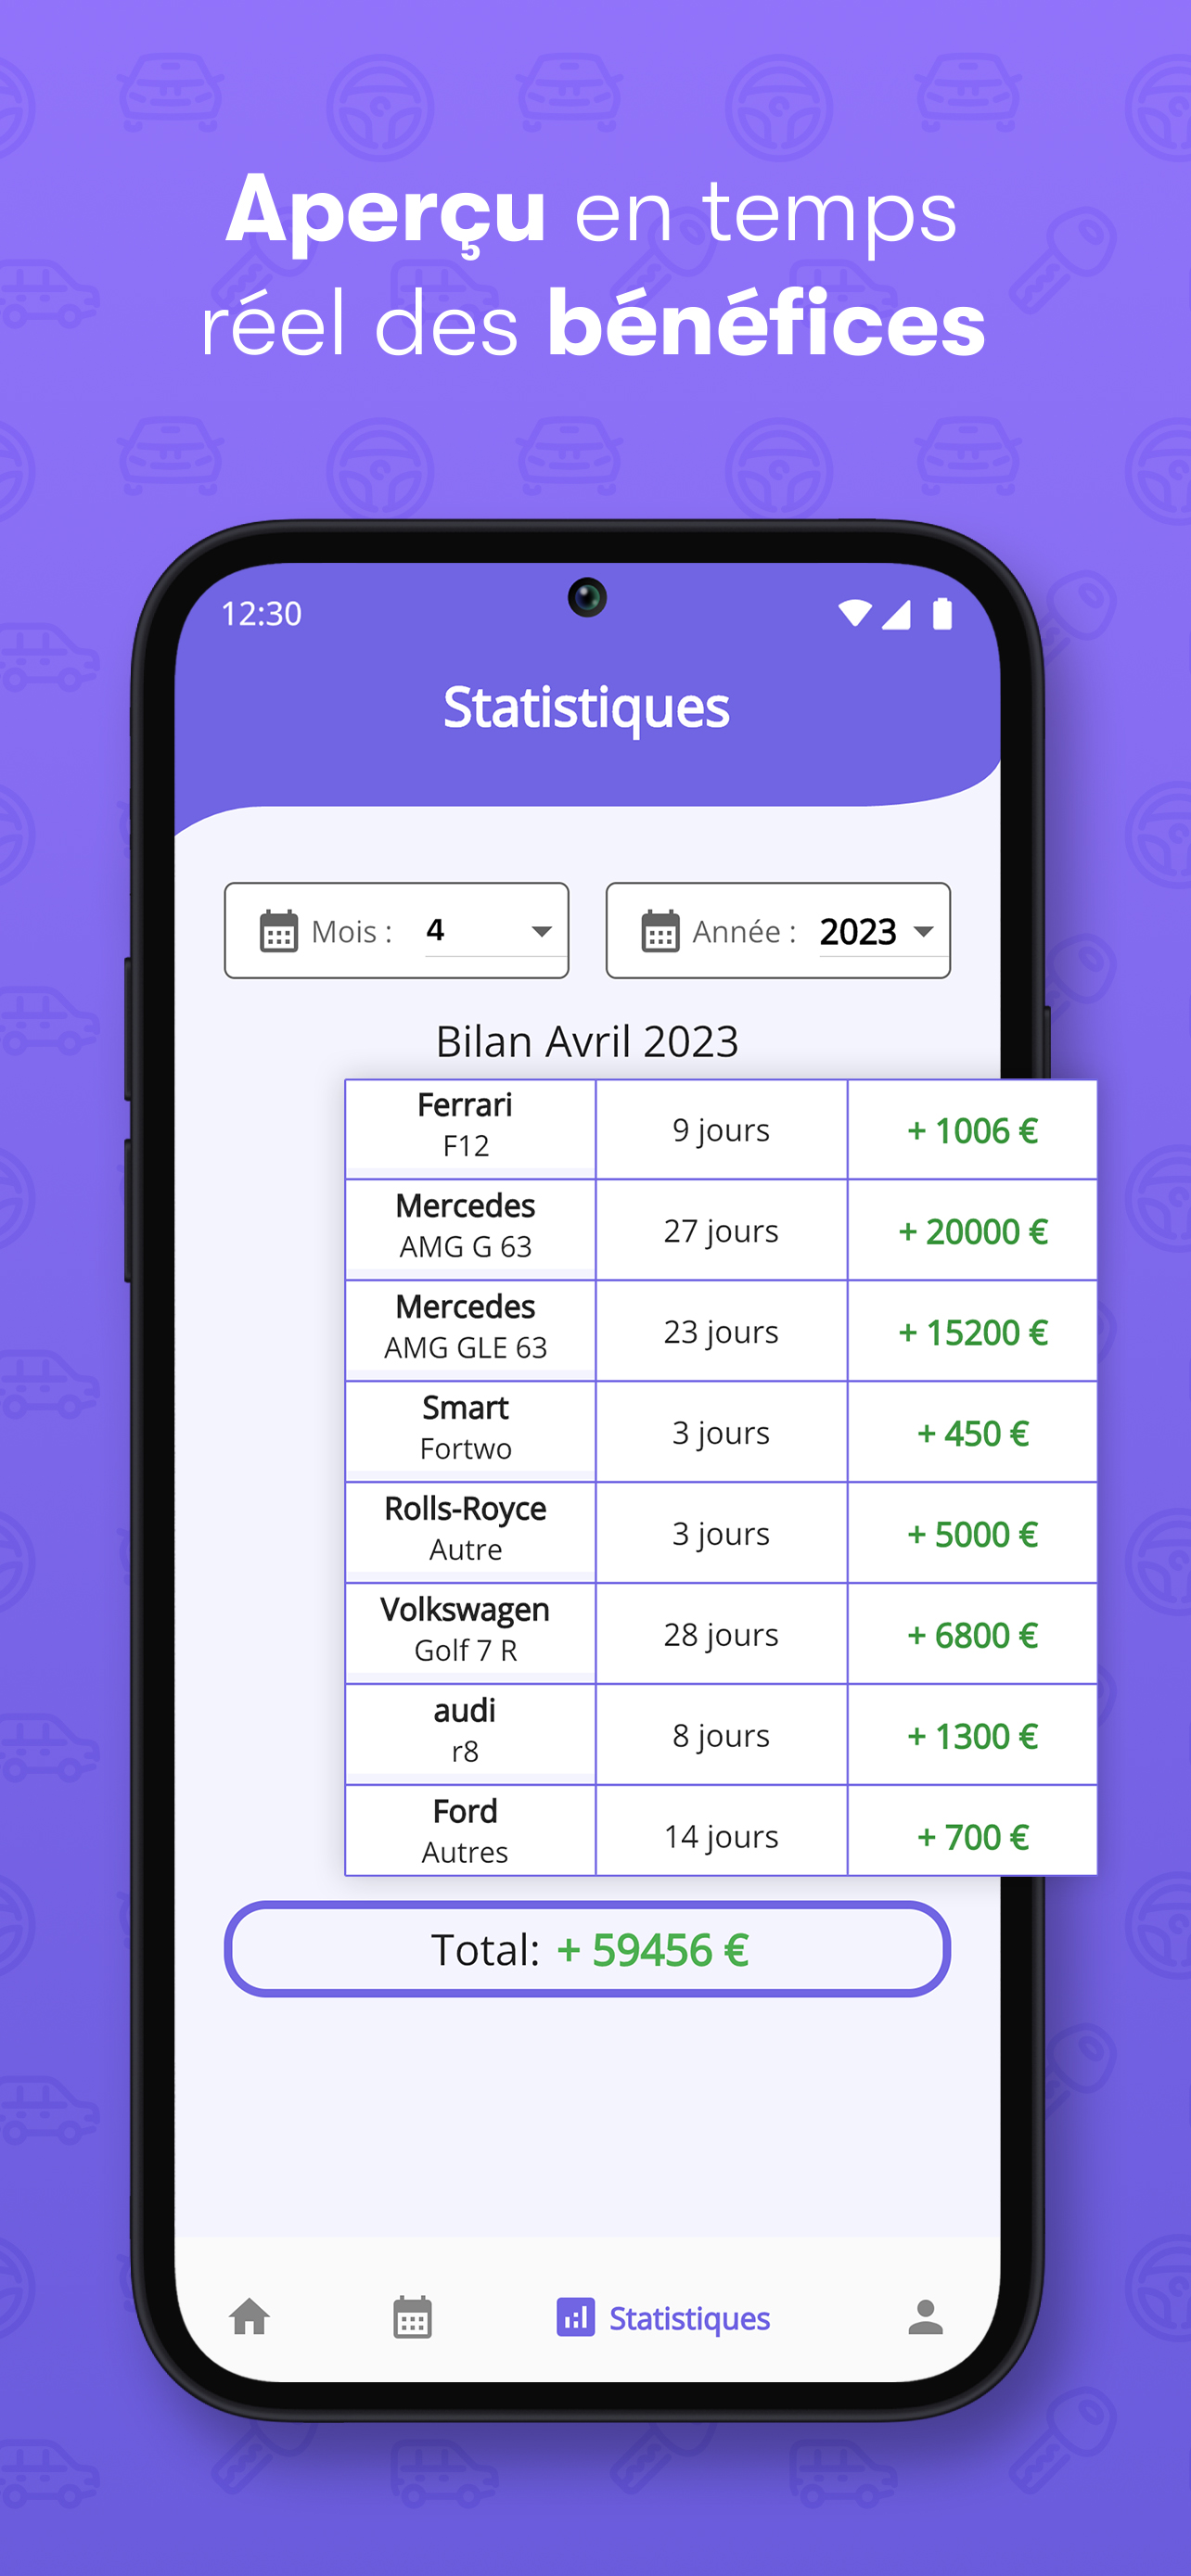 Aperçu en temps
réel des bénéfices
12:30
Statistiques
Mois : 4
Année : 2023
Bilan Avril 2023
Ferrari
F12
9 jours
+ 1006 €
Mercedes
AMG G 63
27 jours
+ 20000 €
Mercedes
AMG GLE 63
23 jours
+ 15200 €
Smart
Fortwo
3 jours
+ 450 €
Rolls-Royce
Autre
3 jours
+ 5000 €
Volkswagen
Golf 7 R
28 jours
+ 6800 €
audi
r8
8 jours
+ 1300 €
Ford
Autres
14 jours
+ 700 €
Total: + 59456 €
Statistiques